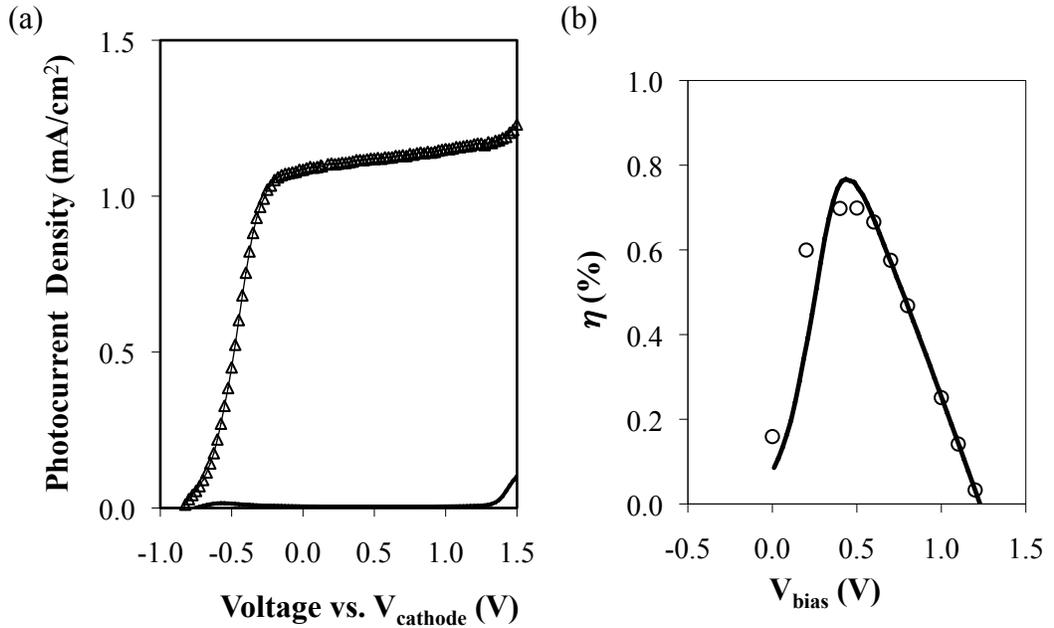 (a)
1.5
1.0
0.5
0.0
-1.0 -0.5 0.0 0.5 1.0 1.5
Photocurrent Density (mA/cm²)
Voltage vs. V_cathode (V)
(b)
1.0
0.8
0.6
0.4
0.2
0.0
-0.5 0.0 0.5 1.0 1.5
η (%)
V_bias (V)